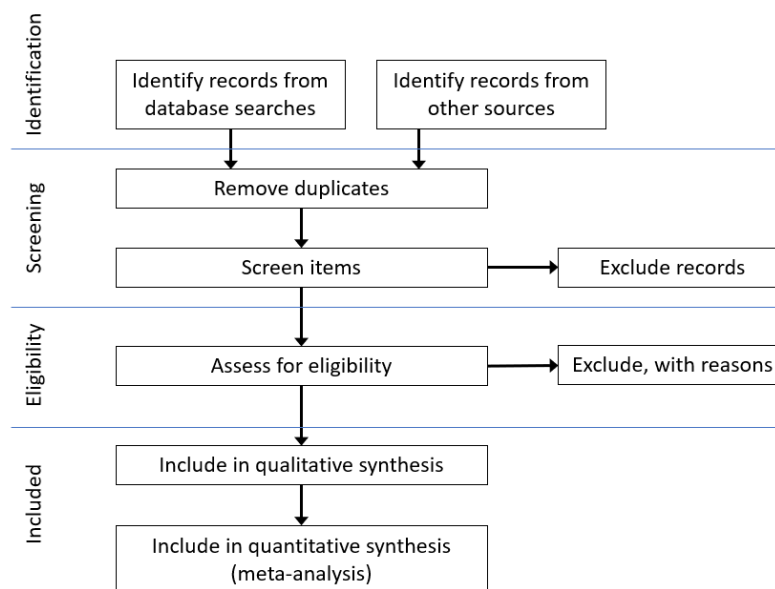 Identification
Identify records from
database searches
Identify records from
other sources
Screening
Remove duplicates
Screen items
Exclude records
Eligibility
Assess for eligibility
Exclude, with reasons
Included
Include in qualitative synthesis
Include in quantitative synthesis
(meta-analysis)